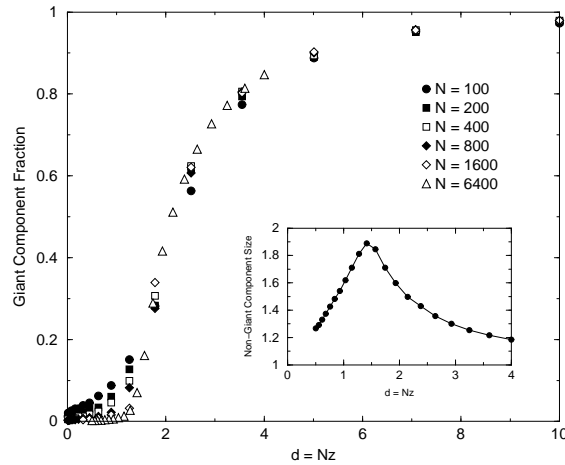 Giant Component Fraction
1
0.8
0.6
0.4
0.2
0
0
2
4
6
8
10
d = Nz
N = 100
N = 200
N = 400
N = 800
N = 1600
N = 6400
Non−Giant Component Size
2
1.8
1.6
1.4
1.2
1
0
1
2
3
4
d = Nz